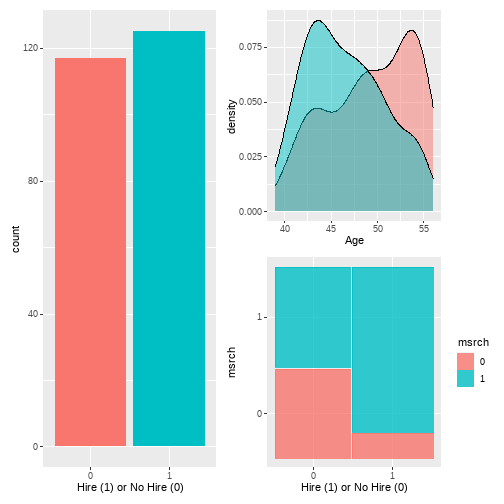 count
120
80
40
0
0 1
Hire (1) or No Hire (0)
density
0.075
0.050
0.025
0.000
40 45 50 55
Age
msrch
1
0
0 1
Hire (1) or No Hire (0)
msrch
0
1